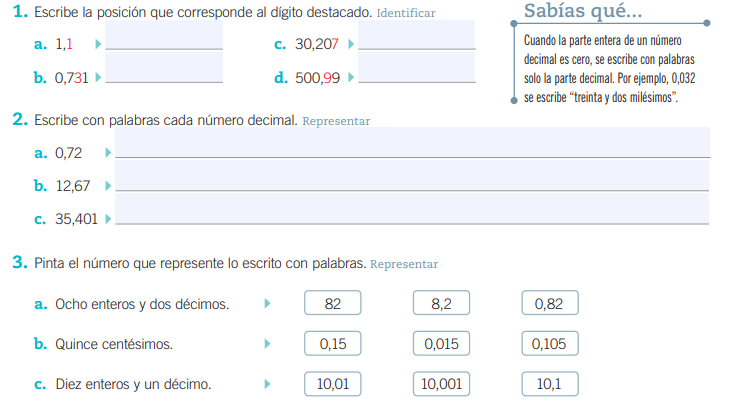 1. Escribe la posición que corresponde al dígito destacado. Identificar
a. 1,1
c. 30,207
b. 0,731
d. 500,99
Sabías qué...
Cuando la parte entera de un número
decimal es cero, se escribe con palabras
solo la parte decimal. Por ejemplo, 0,032
se escribe “treinta y dos milésimos”.
2. Escribe con palabras cada número decimal. Representar
a. 0,72
b. 12,67
c. 35,401
3. Pinta el número que represente lo escrito con palabras. Representar
a. Ocho enteros y dos décimos. 82 8,2 0,82
b. Quince centésimos. 0,15 0,015 0,105
c. Diez enteros y un décimo. 10,01 10,001 10,1